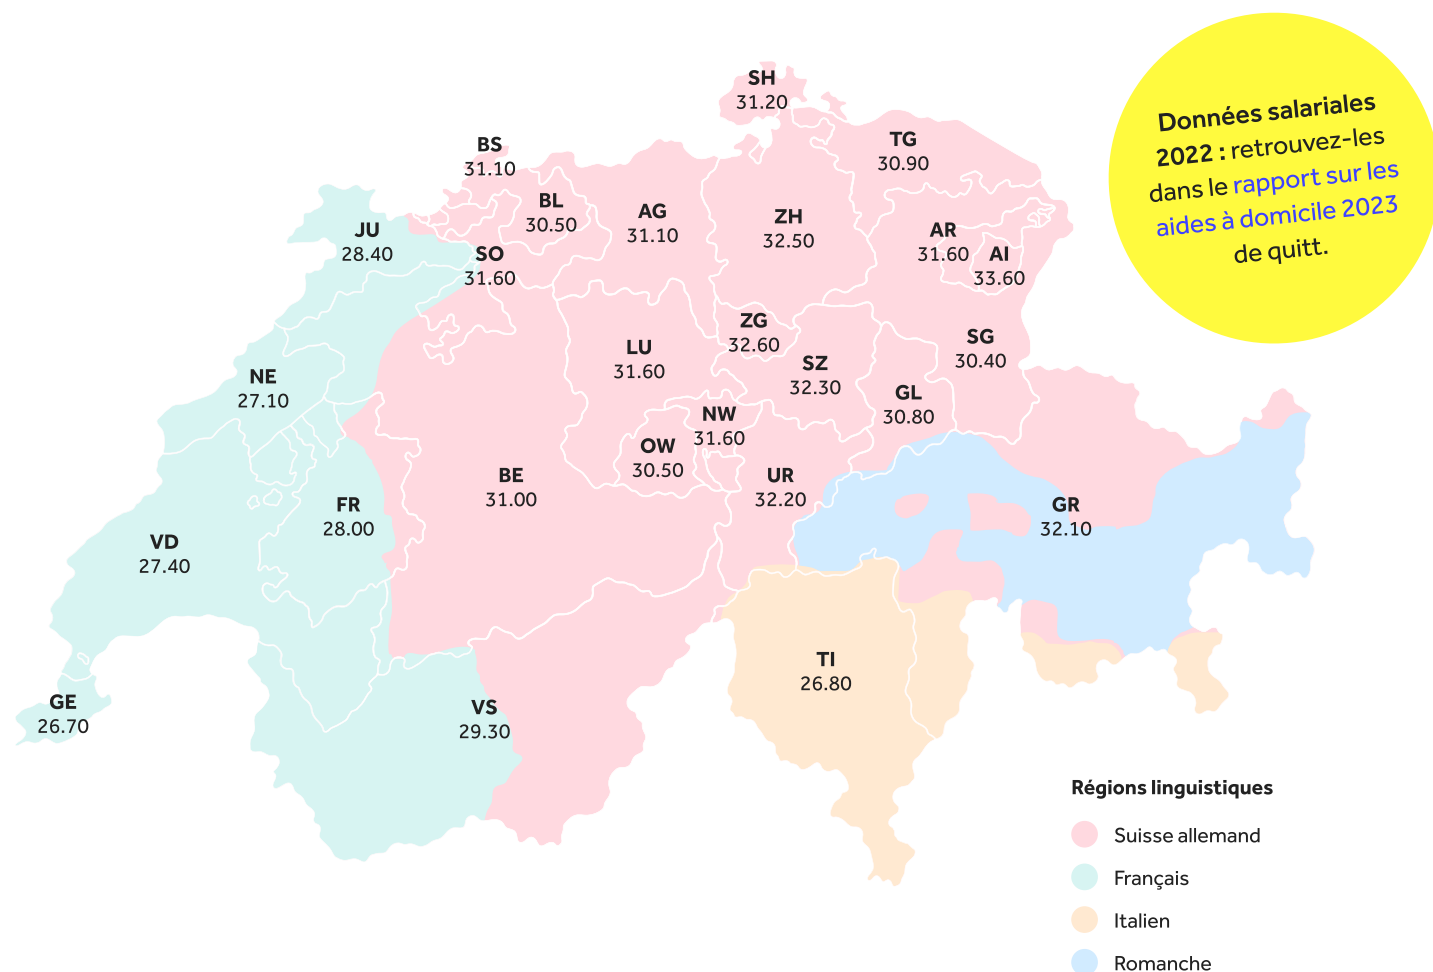 SH
31.20
Données salariales
2022 : retrouvez-les
dans le rapport sur les
aides à domicile 2023
de quitt.
BS
31.10
TG
30.90
BL
30.50
AG
31.10
ZH
32.50
JU
28.40
AR
31.60
SO
31.60
AI
33.60
ZG
32.60
SG
30.40
LU
31.60
SZ
32.30
NE
27.10
GL
30.80
NW
31.60
OW
30.50
BE
31.00
UR
32.20
FR
28.00
GR
32.10
VD
27.40
TI
26.80
GE
26.70
VS
29.30
Régions linguistiques
Suisse allemand
Français
Italien
Romanche